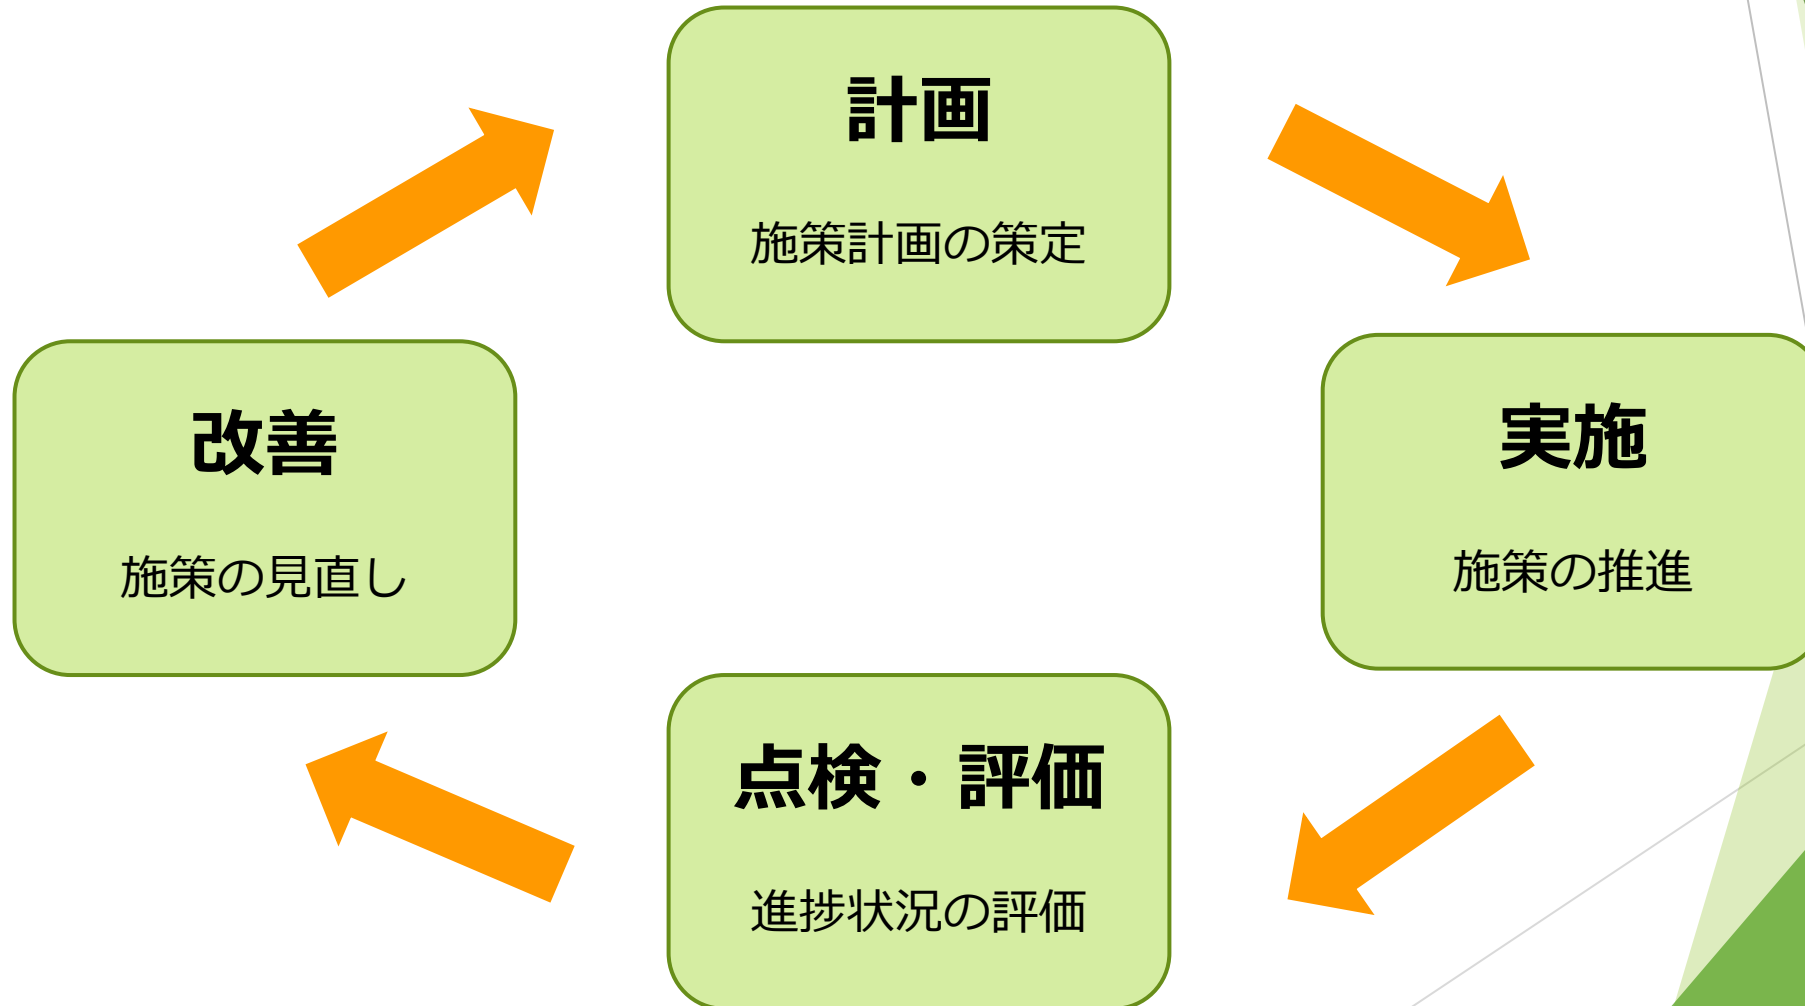 計画
施策計画の策定
改善
施策の見直し
実施
施策の推進
点検・評価
進捗状況の評価